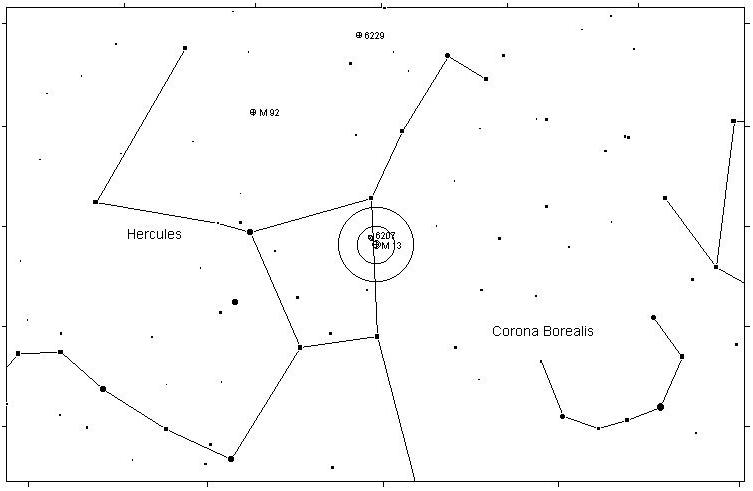 6229
M 92
Hercules
6207
M 13
Corona Borealis